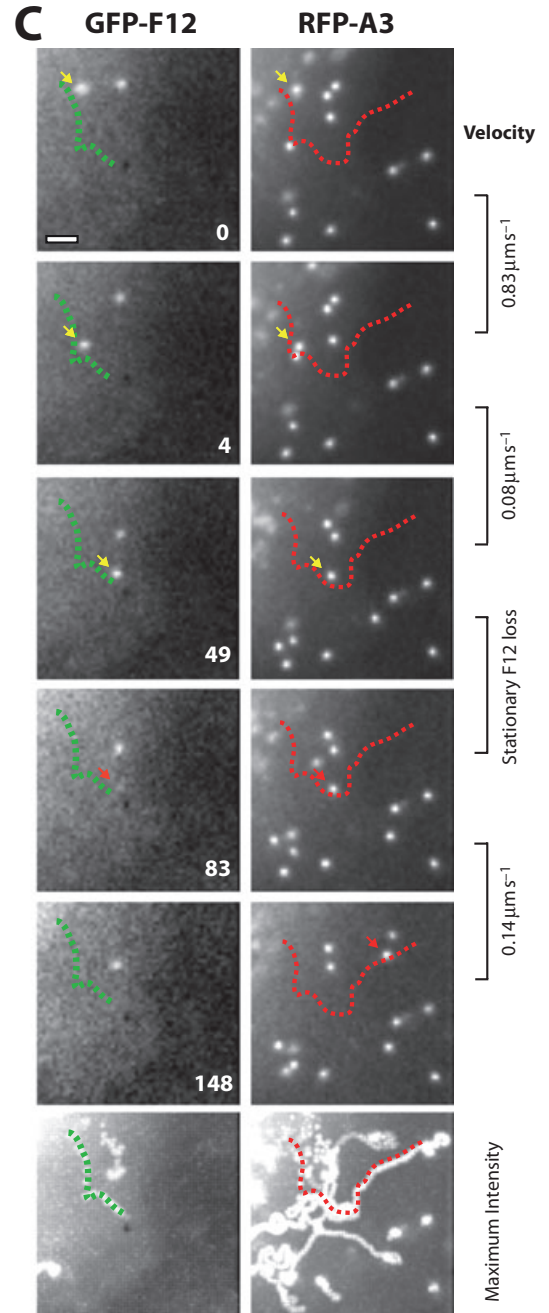 C
GFP-F12
RFP-A3
Velocity
0
0.83µms⁻¹
4
0.08µms⁻¹
49
Stationary F12 loss
83
0.14µms⁻¹
148
Maximum Intensity